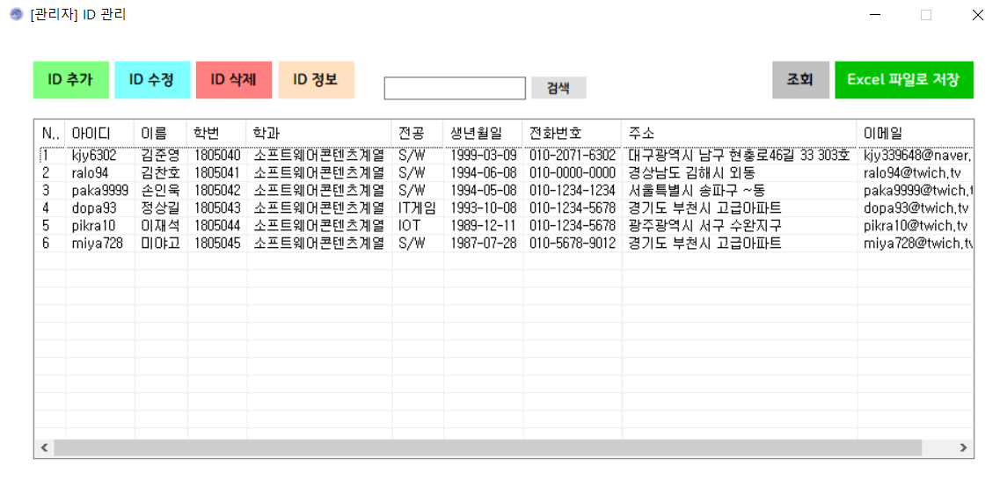 [관리자] ID 관리
ID 추가 ID 수정 ID 삭제 ID 정보 검색 조회 Excel 파일로 저장
N.. 아이디 이름 학번 학과 전공 생년월일 전화번호 주소 이메일
1 kjy6302 김준영 1805040 소프트웨어콘텐츠계열 S/W 1999-03-09 010-2071-6302 대구광역시 남구 현충로46길 33 303호 kjy339648@naver.
2 ralo94 김찬호 1805041 소프트웨어콘텐츠계열 S/W 1994-06-08 010-0000-0000 경상남도 김해시 외동 ralo94@twich.tv
3 paka9999 손인욱 1805042 소프트웨어콘텐츠계열 S/W 1994-05-08 010-1234-1234 서울특별시 송파구 ~동 paka9999@twich.t
4 dopa93 정상길 1805043 소프트웨어콘텐츠계열 IT게임 1993-10-08 010-1234-5678 경기도 부천시 고급아파트 dopa93@twich.tv
5 pikra10 이재석 1805044 소프트웨어콘텐츠계열 IOT 1989-12-11 010-1234-5678 광주광역시 서구 수완지구 pikra10@twich.tv
6 miya728 미야고 1805045 소프트웨어콘텐츠계열 S/W 1987-07-28 010-5678-9012 경기도 부천시 고급아파트 miya728@twich.tv